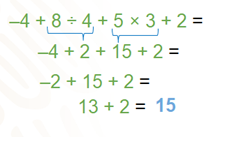 –4 + 8 ÷ 4 + 5 × 3 + 2 =
–4 + 2 + 15 + 2 =
–2 + 15 + 2 =
13 + 2 = 15